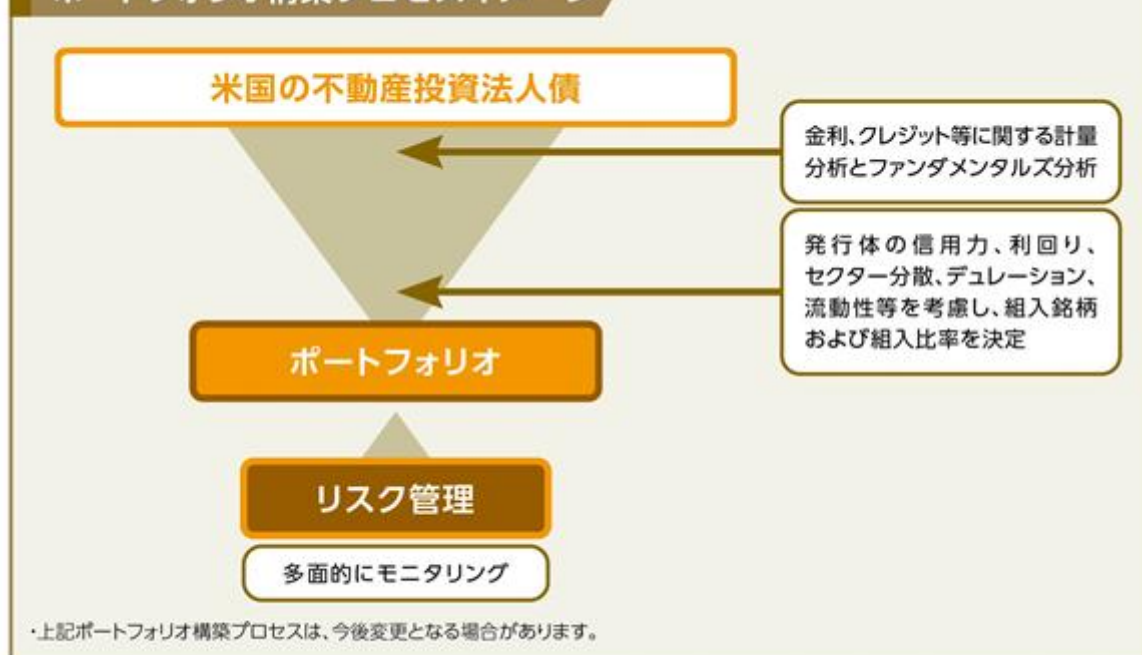 米国の不動産投資法人債
金利、クレジット等に関する計量
分析とファンダメンタルズ分析
発行体の信用力、利回り、
セクター分散、デュレーション、
流動性等を考慮し、組入銘柄
および組入比率を決定
ポートフォリオ
リスク管理
多面的にモニタリング
・上記ポートフォリオ構築プロセスは、今後変更となる場合があります。